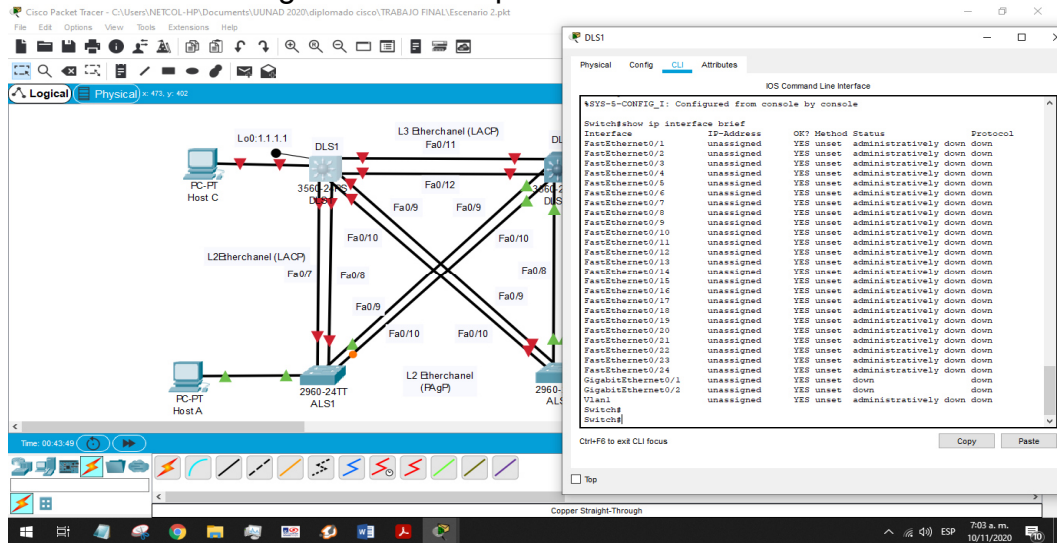 Cisco Packet Tracer - C:\Users\NETCOL-HP\Documents\UUNAD 2020\diplomado cisco\TRABAJO FINAL\Escenario 2.pkt
File Edit Options View Tools Extensions Help
Logical Physical x: 473, y: 402
Lo0:1.1.1.1
DLS1
L3 Etherchanel (LACP)
Fa0/11
PC-PT
Host C
Fa0/12
Fa0/9
Fa0/9
Fa0/10
Fa0/10
L2Etherchanel (LACP)
Fa0/7
Fa0/8
Fa0/8
Fa0/9
Fa0/9
Fa0/10
Fa0/10
L2 Etherchanel
(PAgP)
PC-PT
Host A
2960-24TT
ALS1
2960-
ALS
Time: 00:43:49
Copper Straight-Through
DLS1
Physical Config CLI Attributes
IOS Command Line Interface
%SYS-5-CONFIG_I: Configured from console by console
Switch#show ip interface brief
Interface IP-Address OK? Method Status Protocol
FastEthernet0/1 unassigned YES unset administratively down down
FastEthernet0/2 unassigned YES unset administratively down down
FastEthernet0/3 unassigned YES unset administratively down down
FastEthernet0/4 unassigned YES unset administratively down down
FastEthernet0/5 unassigned YES unset administratively down down
FastEthernet0/6 unassigned YES unset administratively down down
FastEthernet0/7 unassigned YES unset administratively down down
FastEthernet0/8 unassigned YES unset administratively down down
FastEthernet0/9 unassigned YES unset administratively down down
FastEthernet0/10 unassigned YES unset administratively down down
FastEthernet0/11 unassigned YES unset administratively down down
FastEthernet0/12 unassigned YES unset administratively down down
FastEthernet0/13 unassigned YES unset administratively down down
FastEthernet0/14 unassigned YES unset administratively down down
FastEthernet0/15 unassigned YES unset administratively down down
FastEthernet0/16 unassigned YES unset administratively down down
FastEthernet0/17 unassigned YES unset administratively down down
FastEthernet0/18 unassigned YES unset administratively down down
FastEthernet0/19 unassigned YES unset administratively down down
FastEthernet0/20 unassigned YES unset administratively down down
FastEthernet0/21 unassigned YES unset administratively down down
FastEthernet0/22 unassigned YES unset administratively down down
FastEthernet0/23 unassigned YES unset administratively down down
FastEthernet0/24 unassigned YES unset administratively down down
GigabitEthernet0/1 unassigned YES unset down down
GigabitEthernet0/2 unassigned YES unset down down
Vlan1 unassigned YES unset administratively down down
Switch#
Switch#
Ctrl+F6 to exit CLI focus
Copy Paste
Top
ESP
7:03 a. m.
10/11/2020